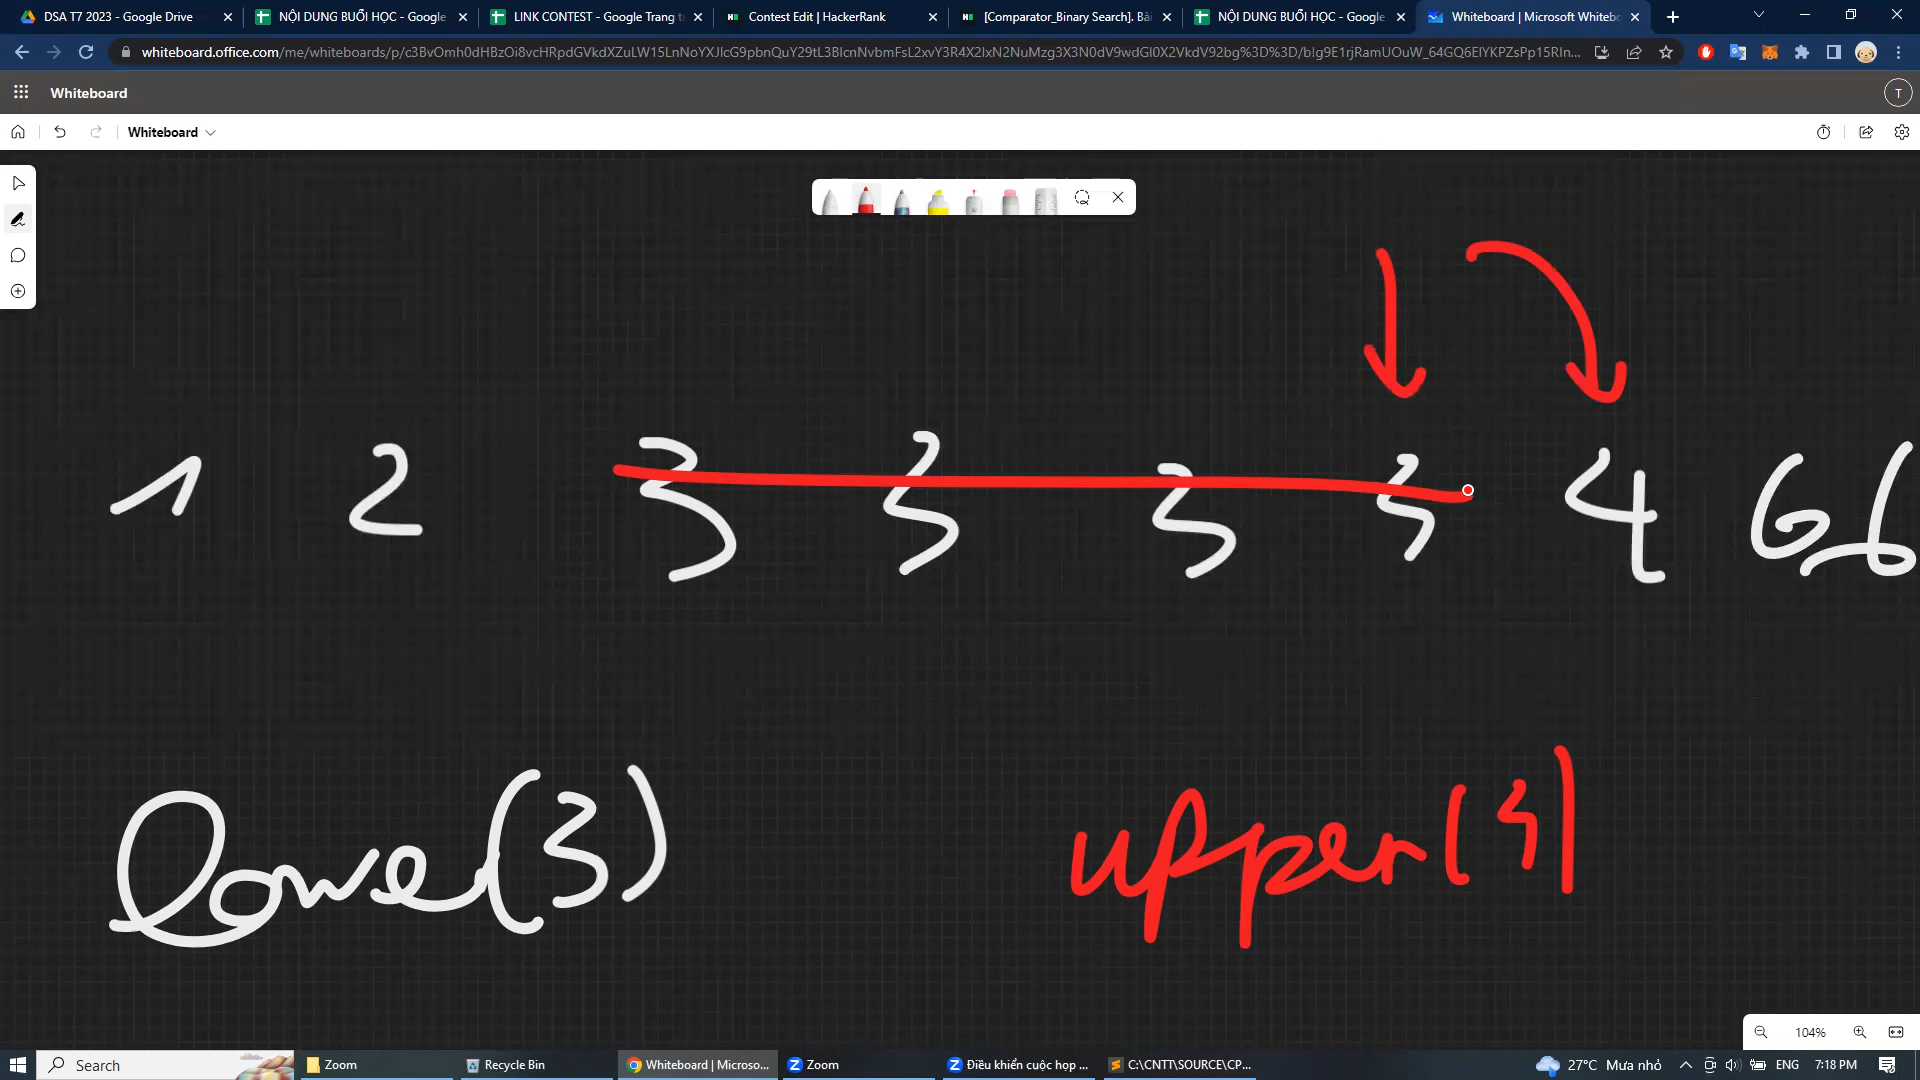 DSA T7 2023 - Google Drive
NỘI DUNG BUỔI HỌC - Google
LINK CONTEST - Google Trang t
Contest Edit | HackerRank
[Comparator_Binary Search]. Bài
NỘI DUNG BUỔI HỌC - Google
Whiteboard | Microsoft Whitebo
Whiteboard
T
Whiteboard
1 2 3 3 3 3 4 6 6
lower(3)
upper(3)
104%
Search
Zoom
Recycle Bin
Whiteboard | Microso...
Zoom
Điều khiển cuộc họp ...
C:\CNTT\SOURCE\CP...
27°C Mưa nhỏ
ENG
7:18 PM